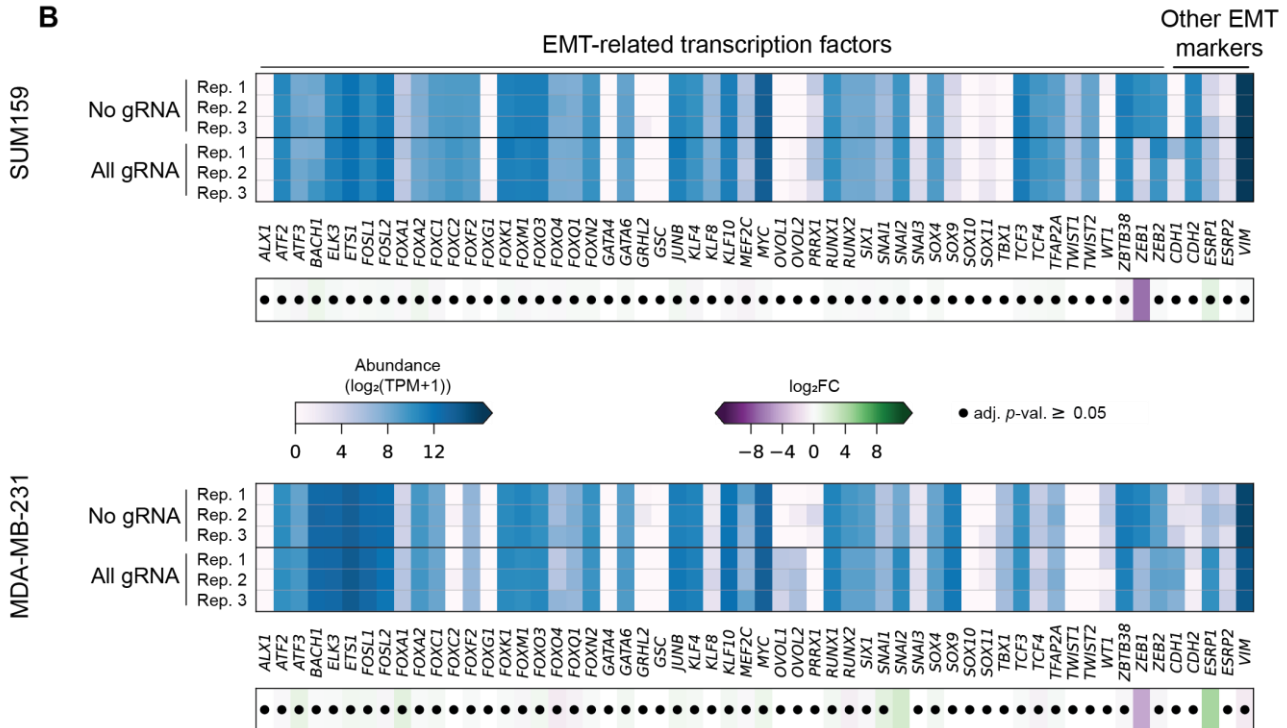 B
EMT-related transcription factors
Other EMT
markers
SUM159
No gRNA
Rep. 1
Rep. 2
Rep. 3
All gRNA
Rep. 1
Rep. 2
Rep. 3
ALX1 ATF2 ATF3 BACH1 ELK3 ETS1 FOSL1 FOSL2 FOXA1 FOXA2 FOXC1 FOXC2 FOXF2 FOXG1 FOXK1 FOXM1 FOXO3 FOXO4 FOXQ1 FOXN2 GATA4 GATA6 GRHL2 GSC JUNB KLF4 KLF8 KLF10 MEF2C MYC OVOL1 OVOL2 PRRX1 RUNX1 RUNX2 SIX1 SNAI1 SNAI2 SNAI3 SOX4 SOX9 SOX10 SOX11 TBX1 TCF3 TCF4 TFAP2A TWIST1 TWIST2 WT1 ZBTB38 ZEB1 ZEB2 CDH1 CDH2 ESRP1 ESRP2 VIM
Abundance
(log₂(TPM+1))
0 4 8 12
log₂FC
−8 −4 0 4 8
● adj. p-val. ≥ 0.05
MDA-MB-231
No gRNA
Rep. 1
Rep. 2
Rep. 3
All gRNA
Rep. 1
Rep. 2
Rep. 3
ALX1 ATF2 ATF3 BACH1 ELK3 ETS1 FOSL1 FOSL2 FOXA1 FOXA2 FOXC1 FOXC2 FOXF2 FOXG1 FOXK1 FOXM1 FOXO3 FOXO4 FOXQ1 FOXN2 GATA4 GATA6 GRHL2 GSC JUNB KLF4 KLF8 KLF10 MEF2C MYC OVOL1 OVOL2 PRRX1 RUNX1 RUNX2 SIX1 SNAI1 SNAI2 SNAI3 SOX4 SOX9 SOX10 SOX11 TBX1 TCF3 TCF4 TFAP2A TWIST1 TWIST2 WT1 ZBTB38 ZEB1 ZEB2 CDH1 CDH2 ESRP1 ESRP2 VIM